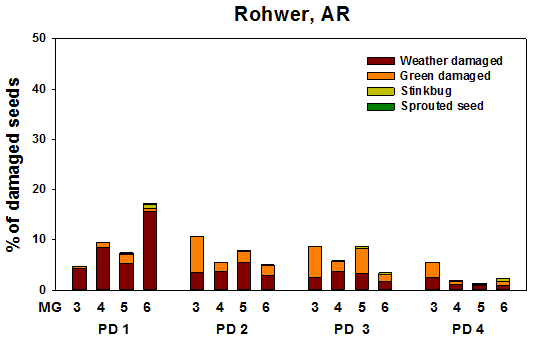 Rohwer, AR
% of damaged seeds
50
40
30
20
10
0
Weather damaged
Green damaged
Stinkbug
Sprouted seed
MG 3 4 5 6 3 4 5 6 3 4 5 6 3 4 5 6
PD 1 PD 2 PD 3 PD 4